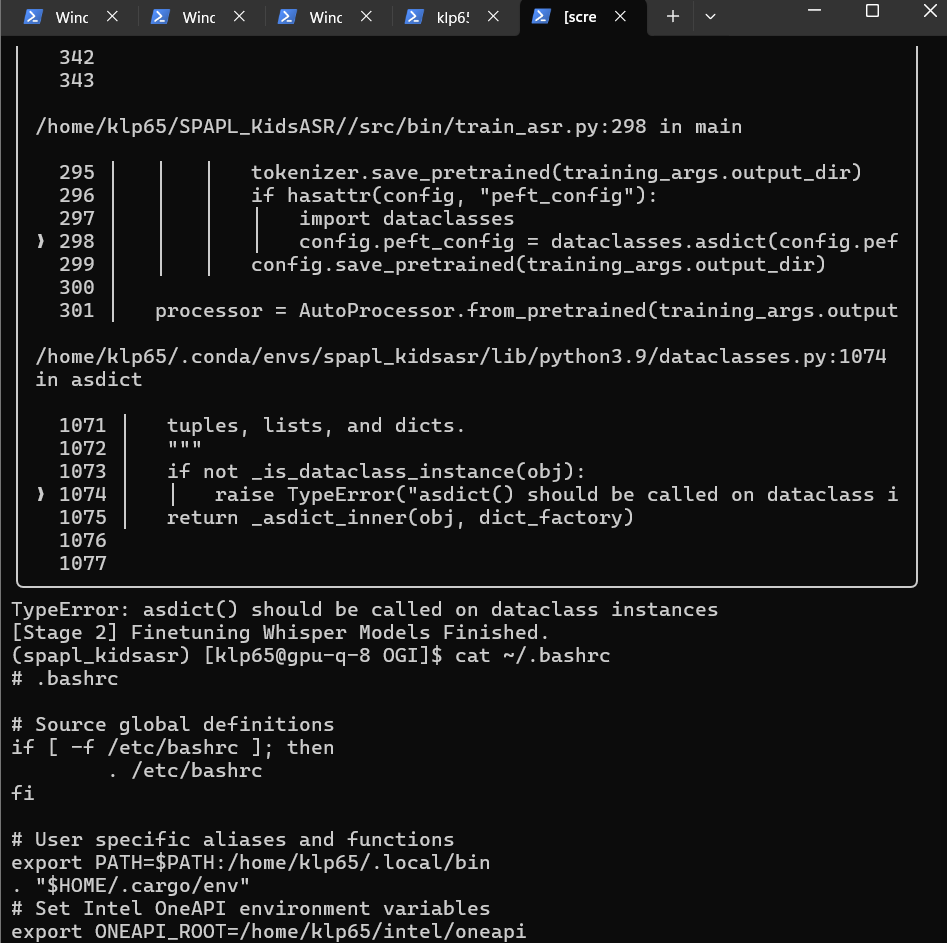 Winc
Winc
Winc
klp65
[scre
342
343
/home/klp65/SPAPL_KidsASR//src/bin/train_asr.py:298 in main
295 tokenizer.save_pretrained(training_args.output_dir)
296 if hasattr(config, "peft_config"):
297 import dataclasses
❱ 298 config.peft_config = dataclasses.asdict(config.pef
299 config.save_pretrained(training_args.output_dir)
300
301 processor = AutoProcessor.from_pretrained(training_args.output
/home/klp65/.conda/envs/spapl_kidsasr/lib/python3.9/dataclasses.py:1074
in asdict
1071 tuples, lists, and dicts.
1072 """
1073 if not _is_dataclass_instance(obj):
❱ 1074 raise TypeError("asdict() should be called on dataclass i
1075 return _asdict_inner(obj, dict_factory)
1076
1077
TypeError: asdict() should be called on dataclass instances
[Stage 2] Finetuning Whisper Models Finished.
(spapl_kidsasr) [klp65@gpu-q-8 OGI]$ cat ~/.bashrc
# .bashrc
# Source global definitions
if [ -f /etc/bashrc ]; then
. /etc/bashrc
fi
# User specific aliases and functions
export PATH=$PATH:/home/klp65/.local/bin
. "$HOME/.cargo/env"
# Set Intel OneAPI environment variables
export ONEAPI_ROOT=/home/klp65/intel/oneapi